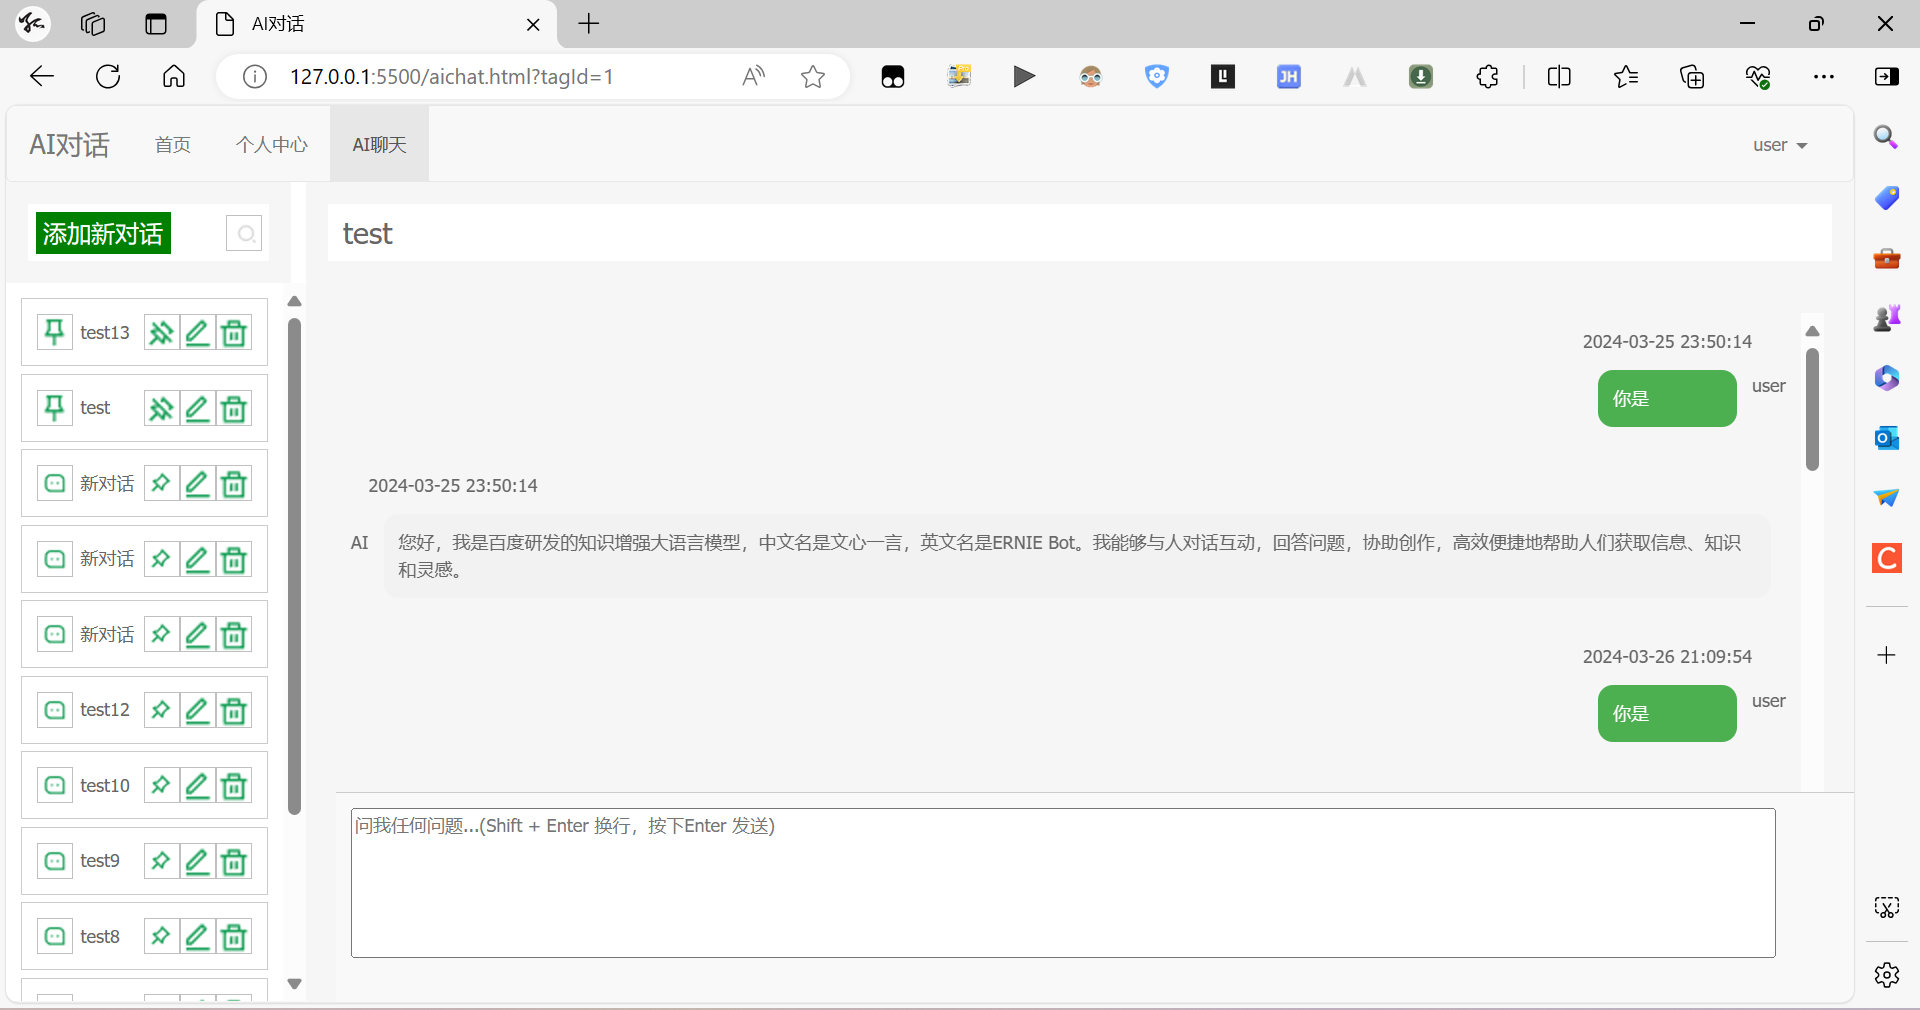 AI对话
127.0.0.1:5500/aichat.html?tagId=1
AI对话
首页
个人中心
AI聊天
user
添加新对话
test13
test
新对话
新对话
新对话
test12
test10
test9
test8
test
2024-03-25 23:50:14
你是
user
2024-03-25 23:50:14
AI
您好，我是百度研发的知识增强大语言模型，中文名是文心一言，英文名是ERNIE Bot。我能够与人对话互动，回答问题，协助创作，高效便捷地帮助人们获取信息、知识
和灵感。
2024-03-26 21:09:54
你是
user
问我任何问题...(Shift + Enter 换行，按下Enter 发送)